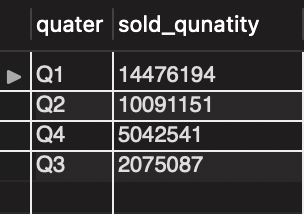 quater sold_qunatity
Q1 14476194
Q2 10091151
Q4 5042541
Q3 2075087